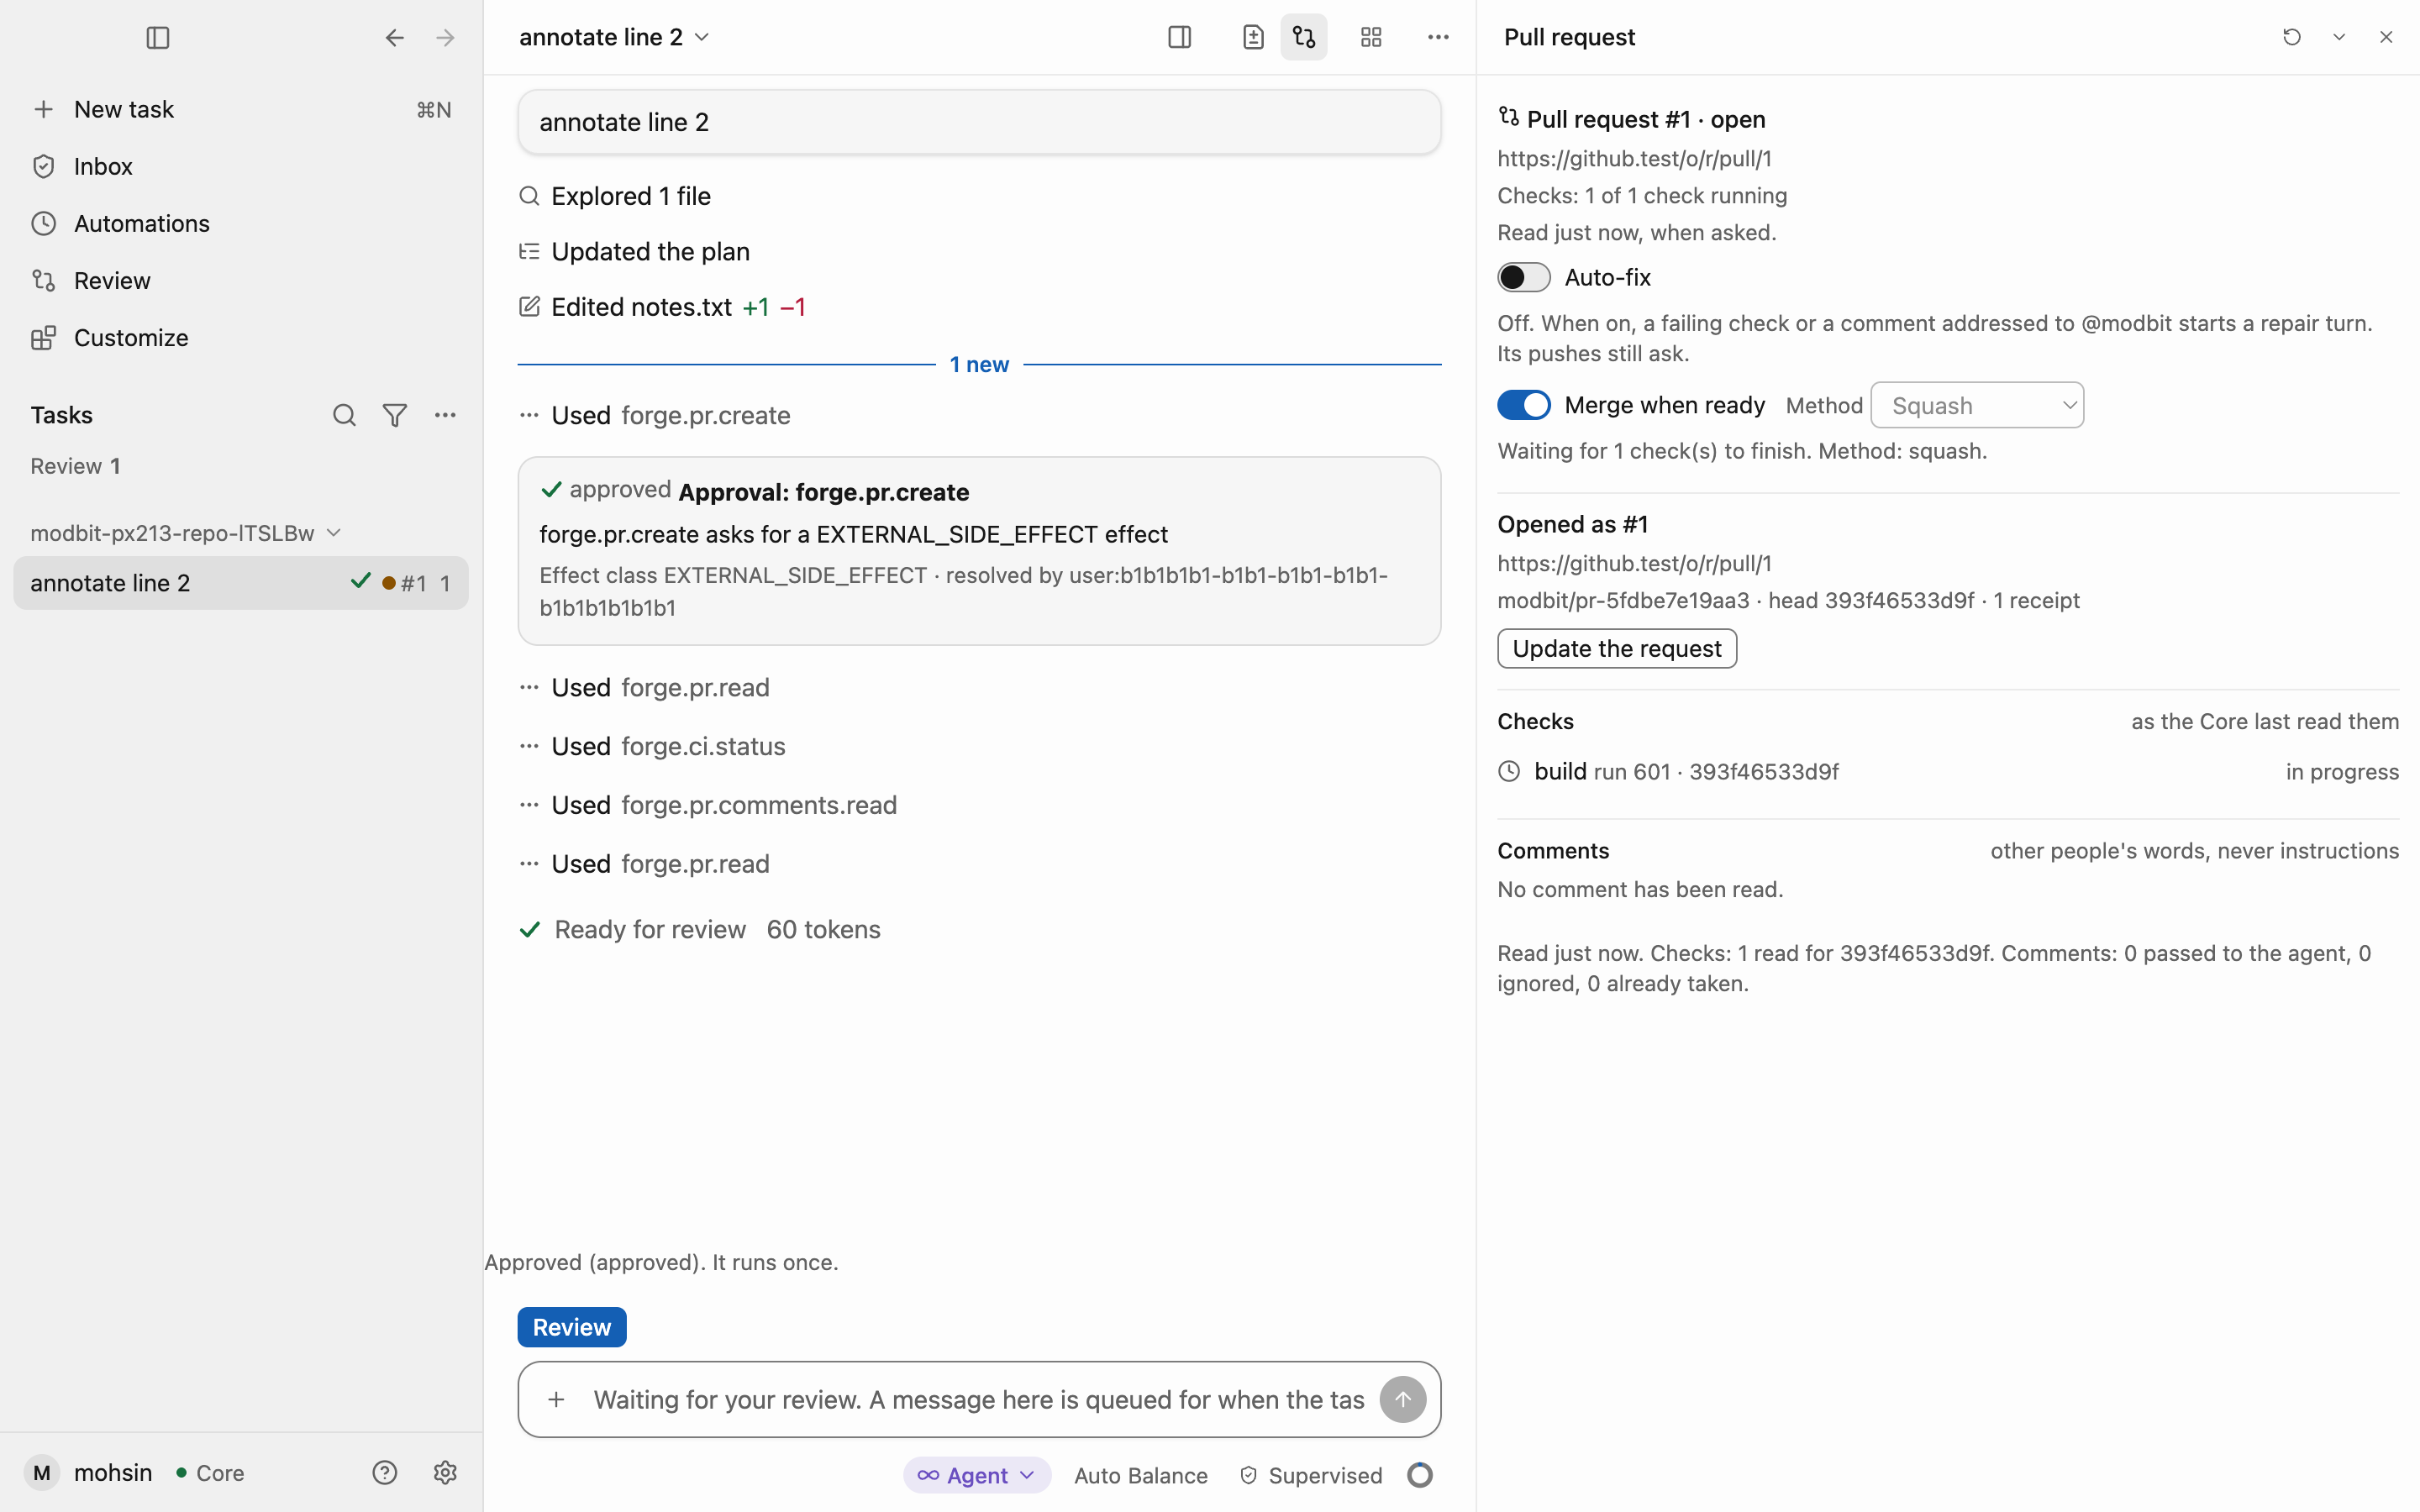 New task ⌘N
Inbox
Automations
Review
Customize
Tasks
Review 1
modbit-px213-repo-lTSLBw
annotate line 2 #1 1
M mohsin Core
annotate line 2
annotate line 2
Explored 1 file
Updated the plan
Edited notes.txt +1 −1
1 new
Used forge.pr.create
approved Approval: forge.pr.create
forge.pr.create asks for a EXTERNAL_SIDE_EFFECT effect
Effect class EXTERNAL_SIDE_EFFECT · resolved by user:b1b1b1b1-b1b1-b1b1-b1b1-
b1b1b1b1b1b1
Used forge.pr.read
Used forge.ci.status
Used forge.pr.comments.read
Used forge.pr.read
Ready for review 60 tokens
Approved (approved). It runs once.
Review
Waiting for your review. A message here is queued for when the tas
Agent Auto Balance Supervised
Pull request
Pull request #1 · open
https://github.test/o/r/pull/1
Checks: 1 of 1 check running
Read just now, when asked.
Auto-fix
Off. When on, a failing check or a comment addressed to @modbit starts a repair turn.
Its pushes still ask.
Merge when ready Method Squash
Waiting for 1 check(s) to finish. Method: squash.
Opened as #1
https://github.test/o/r/pull/1
modbit/pr-5fdbe7e19aa3 · head 393f46533d9f · 1 receipt
Update the request
Checks as the Core last read them
build run 601 · 393f46533d9f in progress
Comments other people's words, never instructions
No comment has been read.
Read just now. Checks: 1 read for 393f46533d9f. Comments: 0 passed to the agent, 0
ignored, 0 already taken.